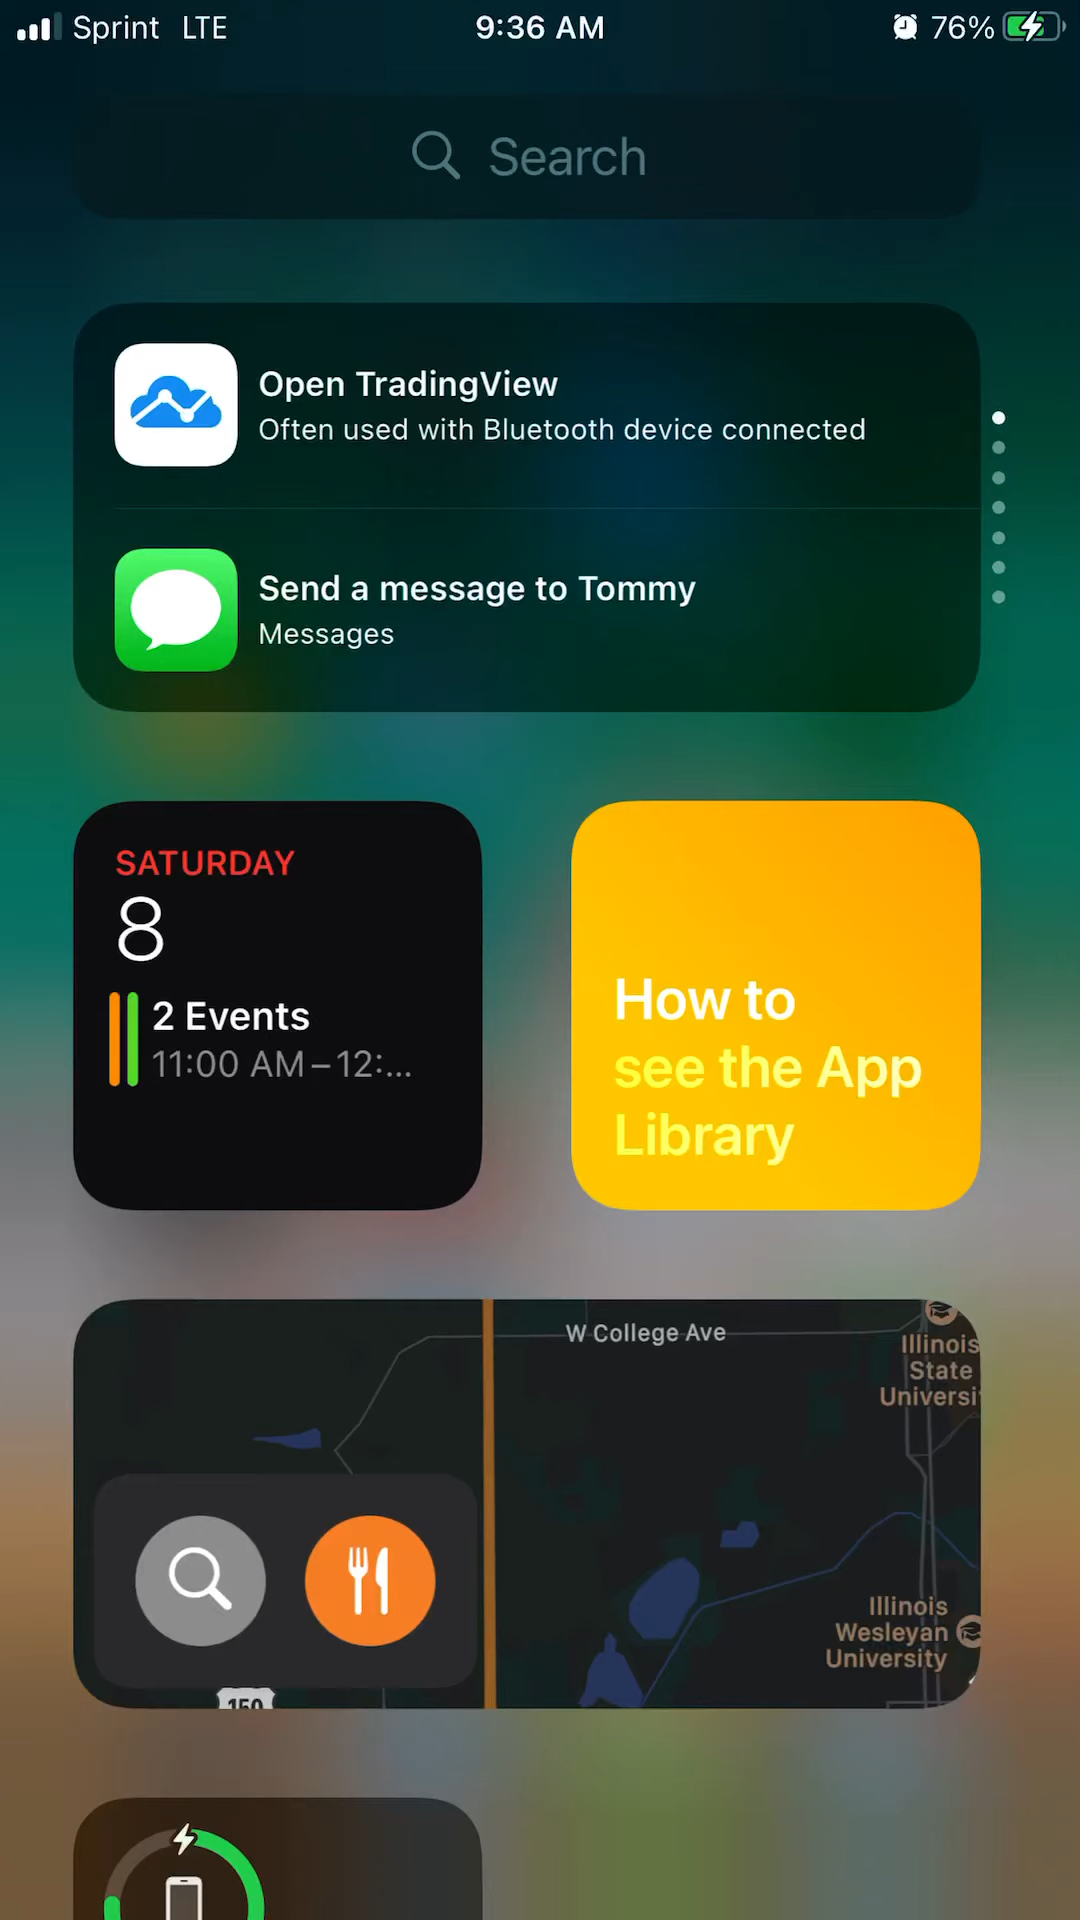 Sprint LTE
9:36 AM
76%
Search
Open TradingView
Often used with Bluetooth device connected
Send a message to Tommy
Messages
SATURDAY
8
2 Events
11:00 AM – 12:...
How to
see the App
Library
W College Ave
Illinois
State
Universi
Illinois
Wesleyan
University
150